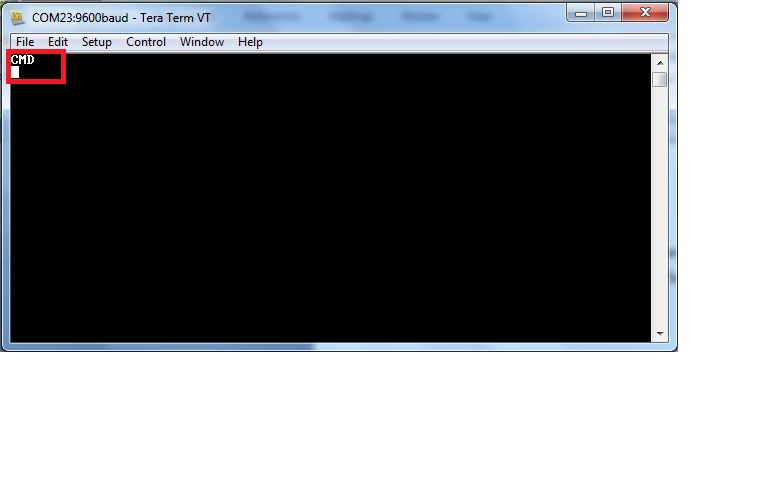 COM23:9600baud - Tera Term VT
File Edit Setup Control Window Help
CMD